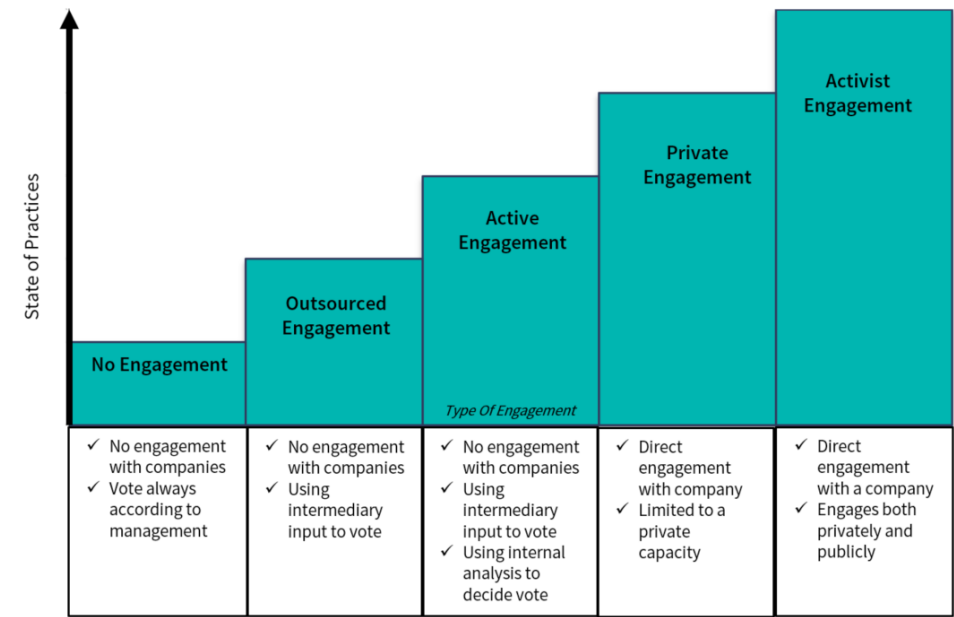 State of Practices
No Engagement
Outsourced
Engagement
Active
Engagement
Private
Engagement
Activist
Engagement
Type Of Engagement
✓ No engagement
with companies
✓ Vote always
according to
management
✓ No engagement
with companies
✓ Using
intermediary
input to vote
✓ No engagement
with companies
✓ Using
intermediary
input to vote
✓ Using internal
analysis to
decide vote
✓ Direct
engagement
with company
✓ Limited to a
private
capacity
✓ Direct
engagement
with a company
✓ Engages both
privately and
publicly